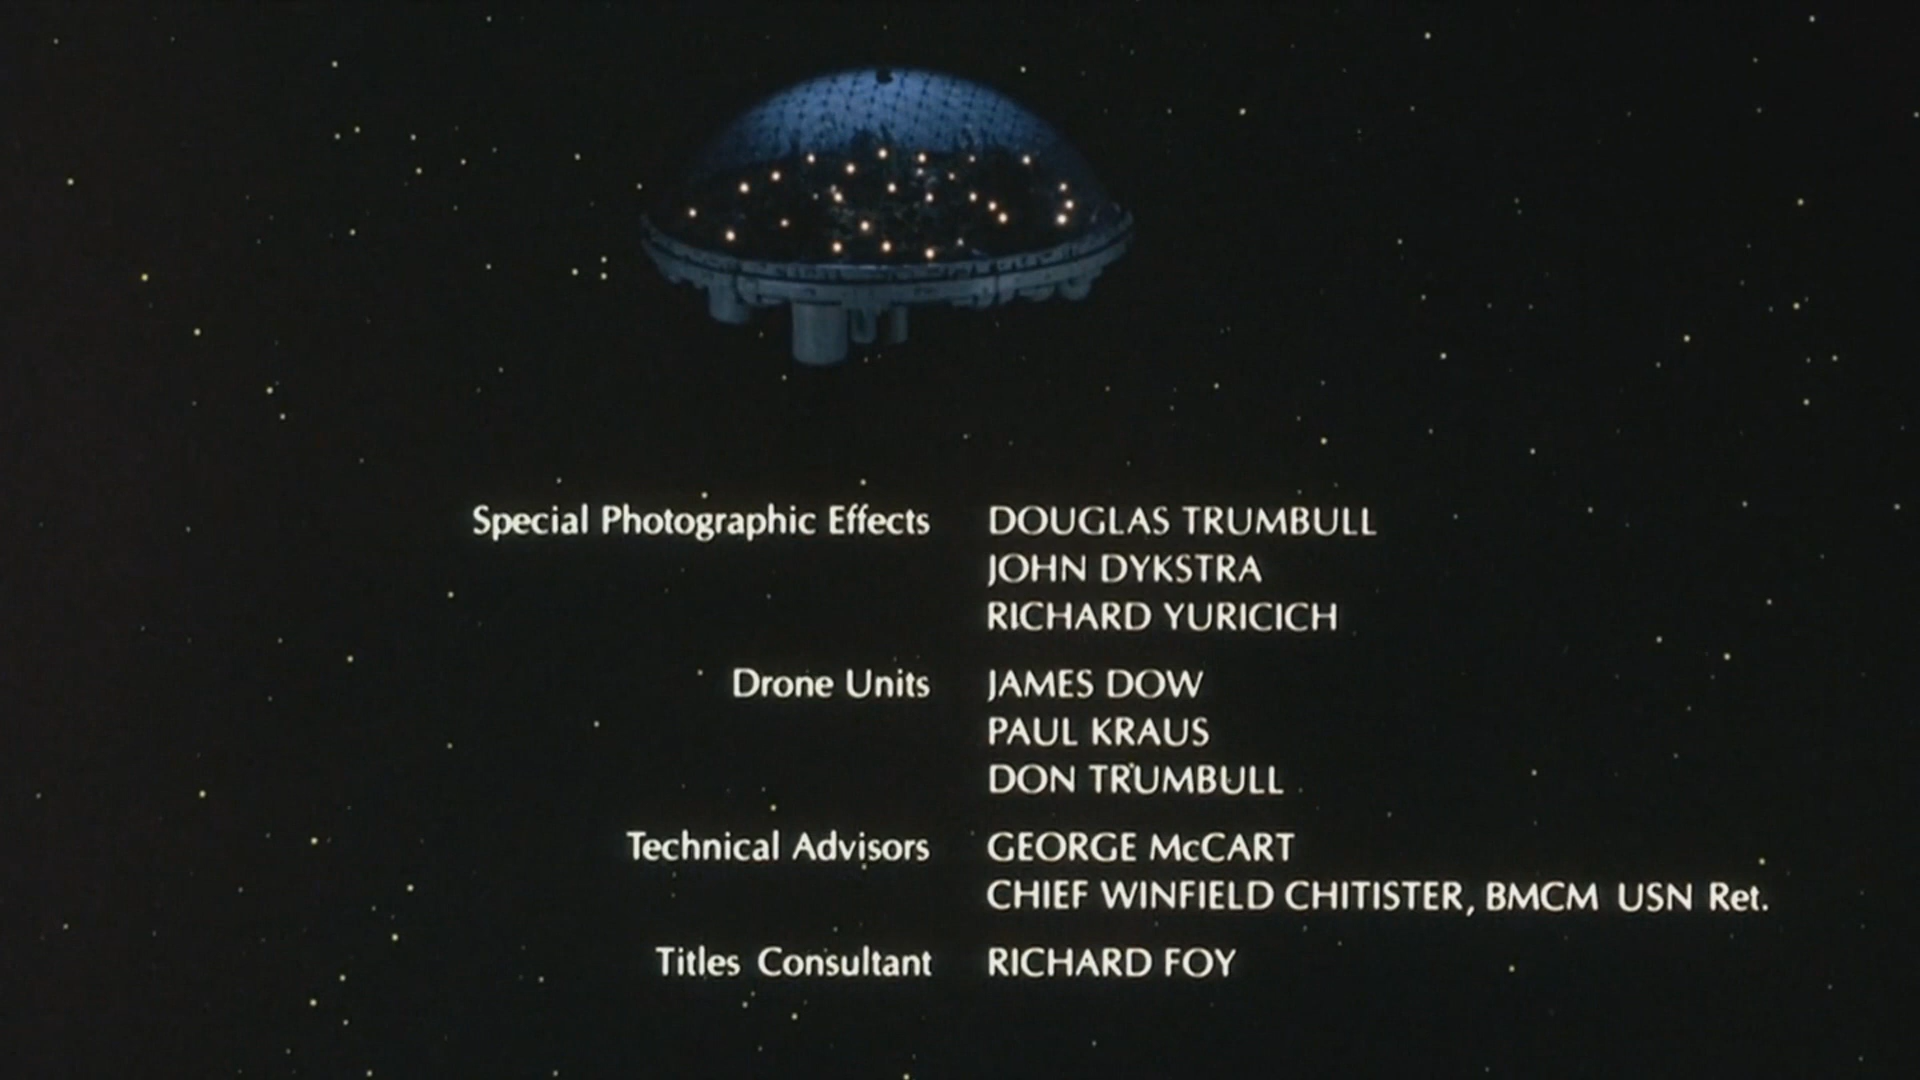 Special Photographic Effects DOUGLAS TRUMBULL
JOHN DYKSTRA
RICHARD YURICICH
Drone Units JAMES DOW
PAUL KRAUS
DON TRUMBULL
Technical Advisors GEORGE McCART
CHIEF WINFIELD CHITISTER, BMCM USN Ret.
Titles Consultant RICHARD FOY